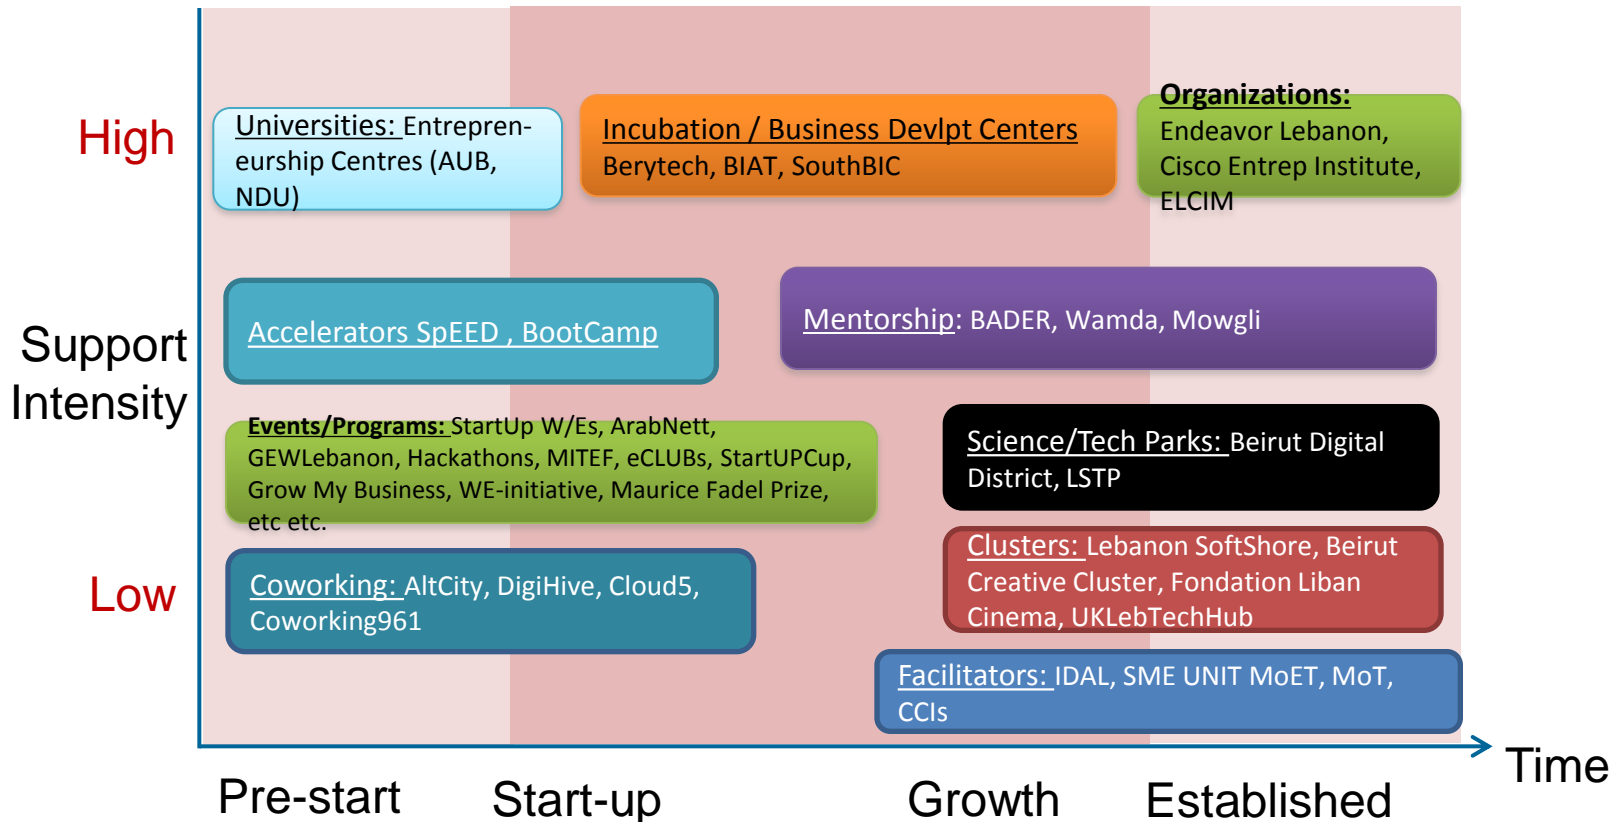 High
Universities: Entrepren-
eurship Centres (AUB,
NDU)
Incubation / Business Devlpt Centers
Berytech, BIAT, SouthBIC
Organizations:
Endeavor Lebanon,
Cisco Entrep Institute,
ELCIM
Support
Intensity
Accelerators SpEED , BootCamp
Mentorship: BADER, Wamda, Mowgli
Events/Programs: StartUp W/Es, ArabNett,
GEWLebanon, Hackathons, MITEF, eCLUBs, StartUPCup,
Grow My Business, WE-initiative, Maurice Fadel Prize,
etc etc.
Science/Tech Parks: Beirut Digital
District, LSTP
Low
Coworking: AltCity, DigiHive, Cloud5,
Coworking961
Clusters: Lebanon SoftShore, Beirut
Creative Cluster, Fondation Liban
Cinema, UKLebTechHub
Facilitators: IDAL, SME UNIT MoET, MoT,
CCIs
Time
Pre-start
Start-up
Growth
Established